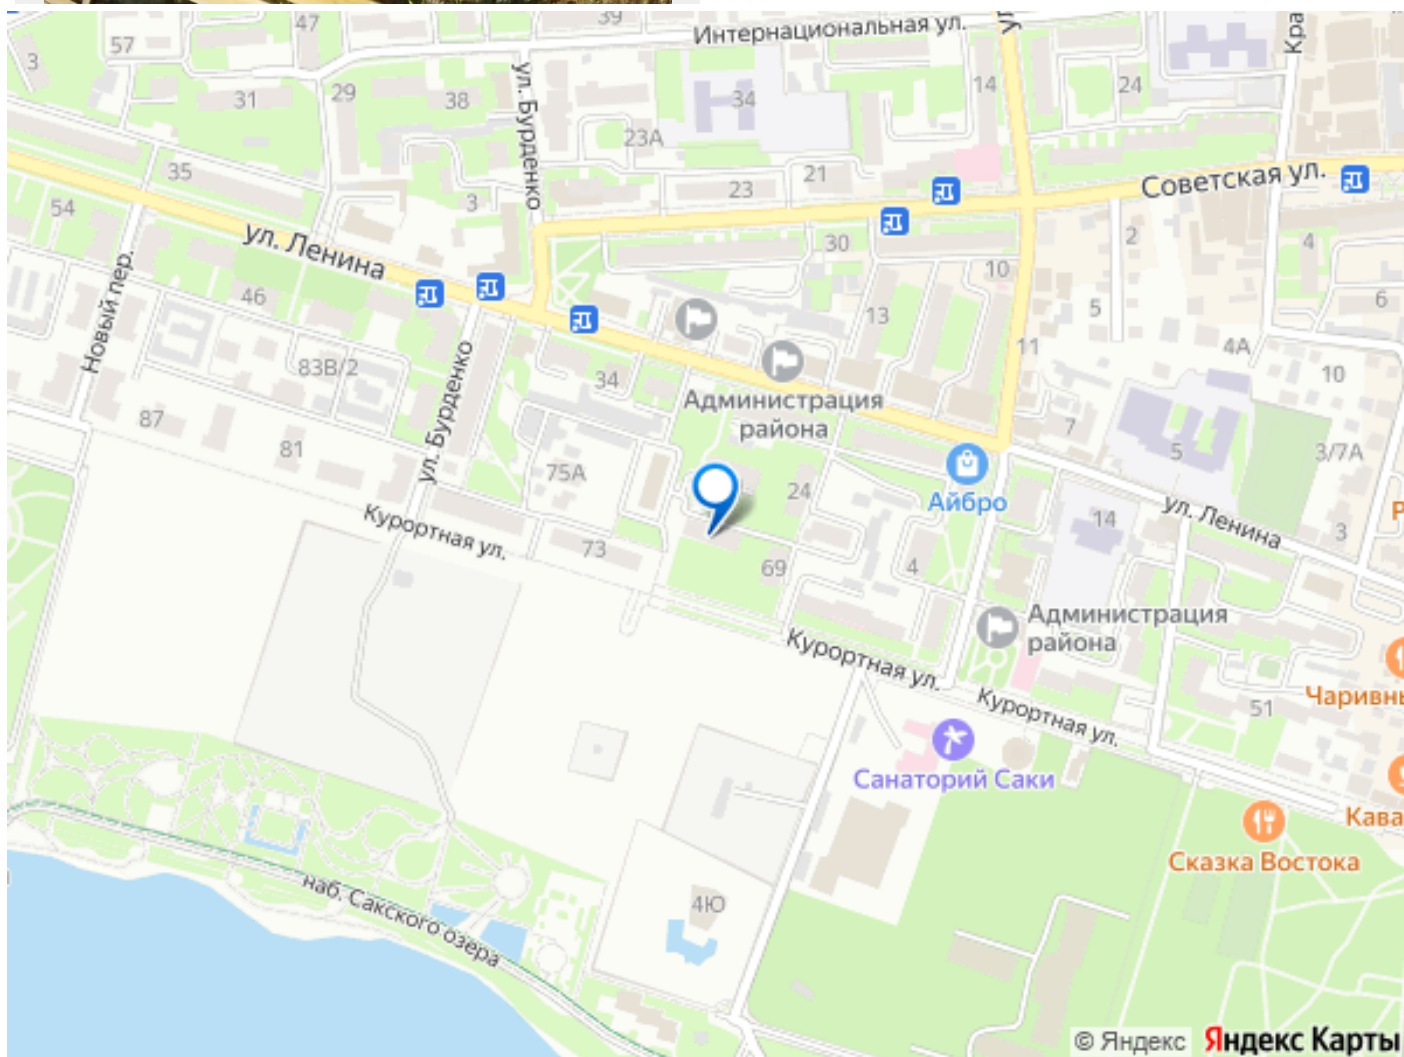 47
39
Интернациональная ул.
ул
Кра
57
3
31
29
38
ул. Бурденко
34
14
24
23А
35
3
23
21
Советская ул.
54
ул. Ленина
30
2
4
Новый пер.
46
10
5
6
13
83В/2
ул. Бурденко
34
11
4А
10
Администрация
района
87
81
75А
7
5
3/7А
24
Айбро
ул. Ленина
3
Р
Курортная ул.
73
14
69
4
Администрация
района
Курортная ул.
Курортная ул.
51
Чаривны
Санаторий Саки
Кава
Сказка Востока
наб. Сакского озера
4Ю
© Яндекс Яндекс Карты